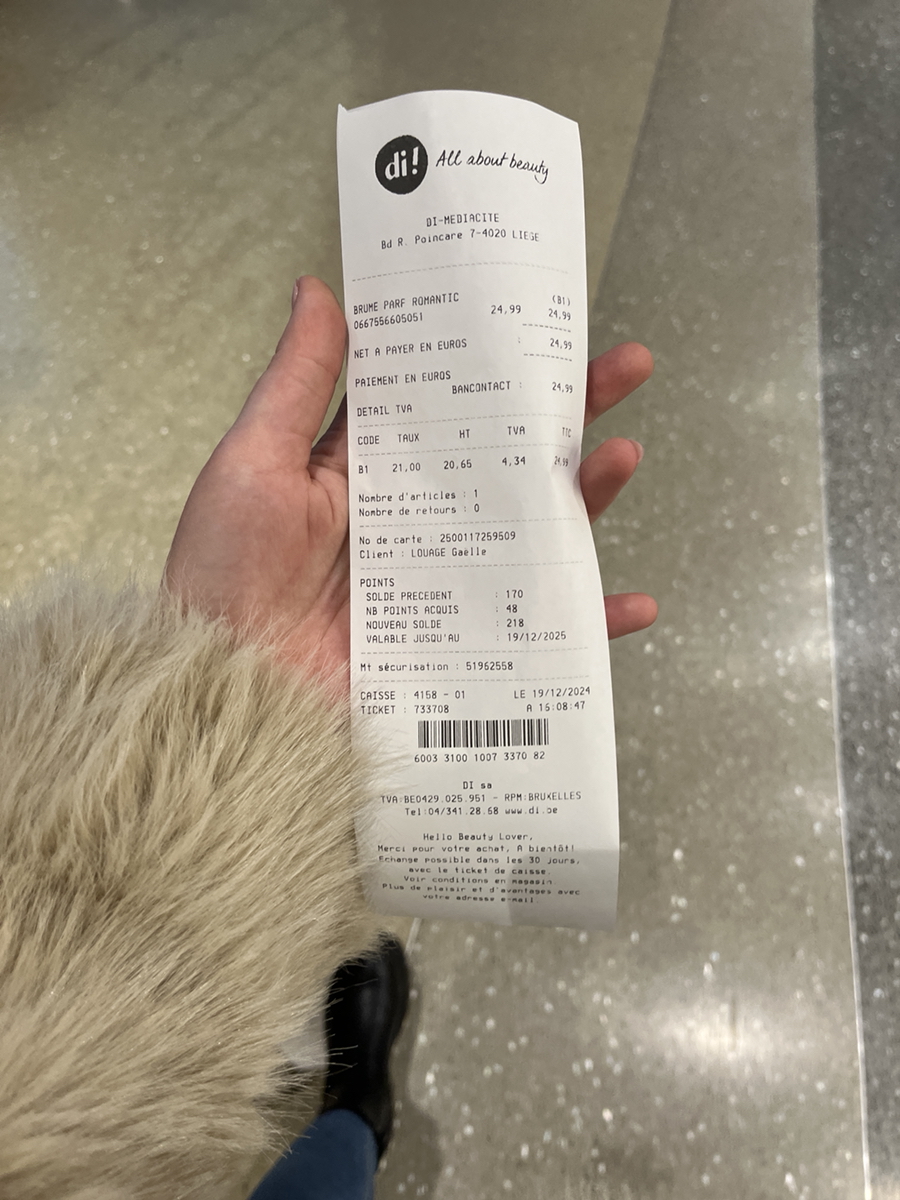 di! All about beauty
DI-MEDIACITE
Bd R. Poincare 7-4020 LIEGE
(B1)
BRUME PARF ROMANTIC
0667556605051 24,99 24,99
NET A PAYER EN EUROS : 24,99
PAIEMENT EN EUROS
BANCONTACT : 24,99
DETAIL TVA
CODE TAUX HT TVA TTC
B1 21,00 20,65 4,34 24,99
Nombre d'articles : 1
Nombre de retours : 0
No de carte : 2500117259509
Client : LOUAGE Gaëlle
POINTS
SOLDE PRECEDENT : 170
NB POINTS ACQUIS : 48
NOUVEAU SOLDE : 218
VALABLE JUSQU'AU : 19/12/2025
Mt sécurisation : 51962558
CAISSE : 4158 - 01 LE 19/12/2024
TICKET : 733708 A 16:08:47
6003 3100 1007 3370 82
DI sa
TVA:BE0429.025.951 - RPM:BRUXELLES
Tel:04/341.28.68 www.di.be
Hello Beauty Lover,
Merci pour votre achat, A bientôt!
Echange possible dans les 30 jours,
avec le ticket de caisse.
Voir conditions en magasin
Plus de plaisir et d'avantages avec
votre adresse e-mail.